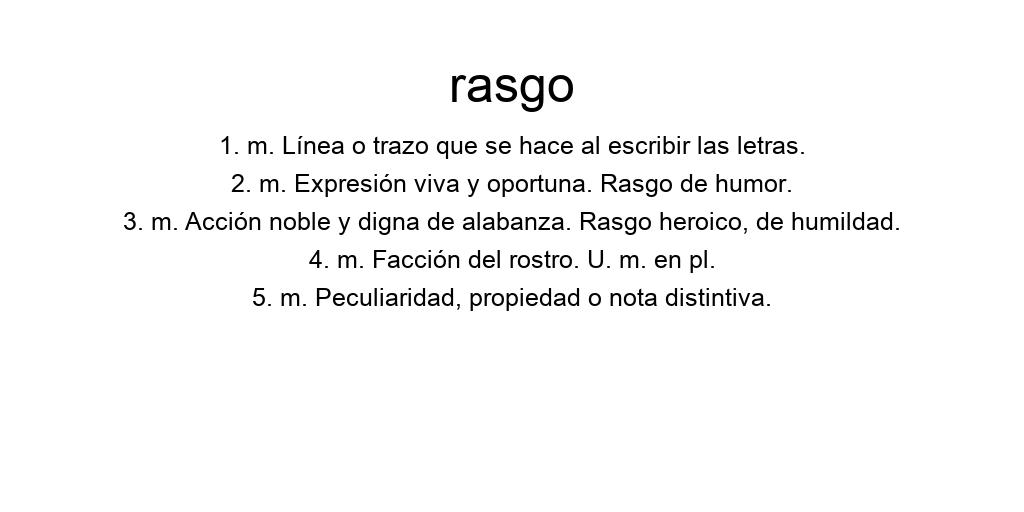 rasgo
1. m. Línea o trazo que se hace al escribir las letras.
2. m. Expresión viva y oportuna. Rasgo de humor.
3. m. Acción noble y digna de alabanza. Rasgo heroico, de humildad.
4. m. Facción del rostro. U. m. en pl.
5. m. Peculiaridad, propiedad o nota distintiva.